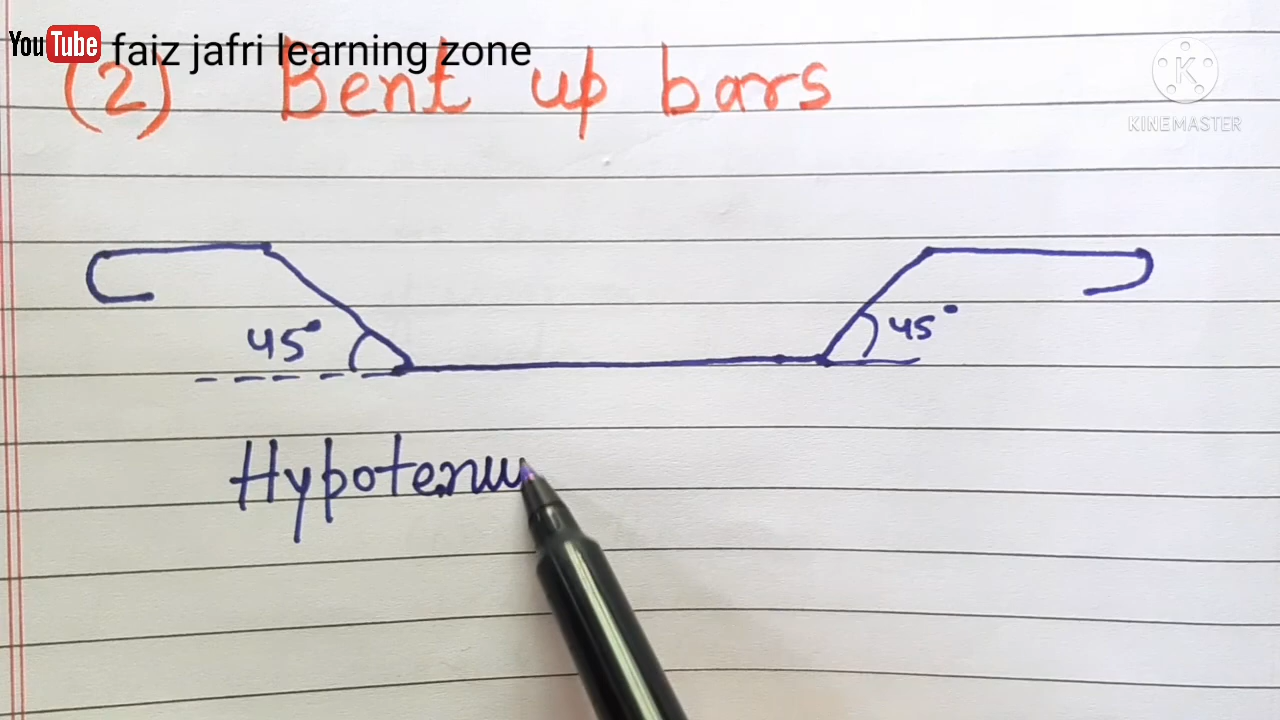 YouTube faiz jafri learning zone
(2) Bent up bars
KINEMASTER
45°
45°
Hypotenu